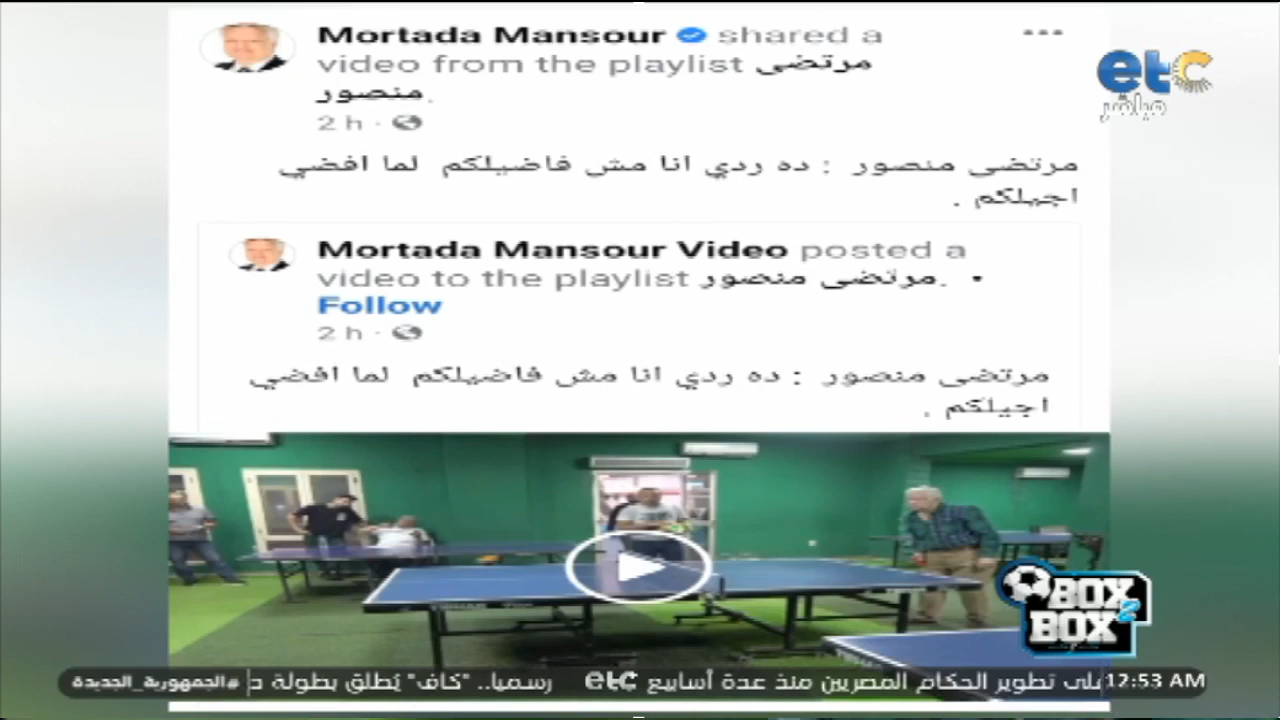 Mortada Mansour shared a
video from the playlist مرتضى
منصور.
2 h ·
مرتضى منصور : ده ردي انا مش فاضيلكم لما افضي
اجيلكم .
Mortada Mansour Video posted a
video to the playlist مرتضى منصور. •
Follow
2 h ·
مرتضى منصور : ده ردي انا مش فاضيلكم لما افضي
اجيلكم .
etc
مباشر
BOX
2
BOX
12:53 AM
على تطوير الحكام المصريين منذ عدة أسابيع etc رسميا.. "كاف" يُطلق بطولة د
#الجمهورية_الجديدة